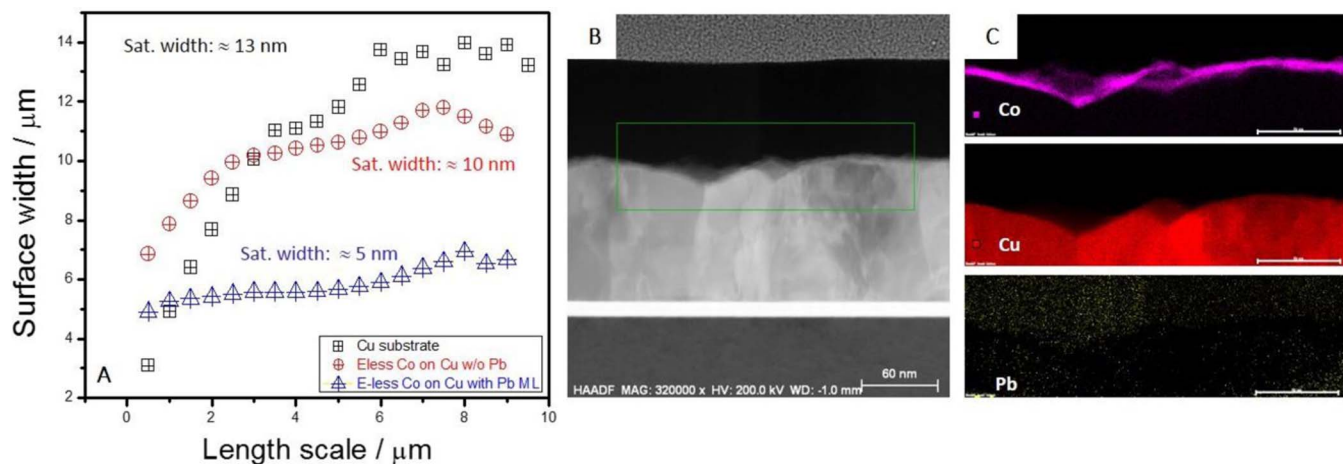 A
Surface width / μm
14
12
10
8
6
4
2
Sat. width: ≈ 13 nm
Sat. width: ≈ 10 nm
Sat. width: ≈ 5 nm
Cu substrate
Eless Co on Cu w/o Pb
E-less Co on Cu with Pb ML
0 2 4 6 8 10
Length scale / μm
B
HAADF MAG: 320000 x HV: 200.0 kV WD: -1.0 mm
60 nm
C
Co
Cu
Pb